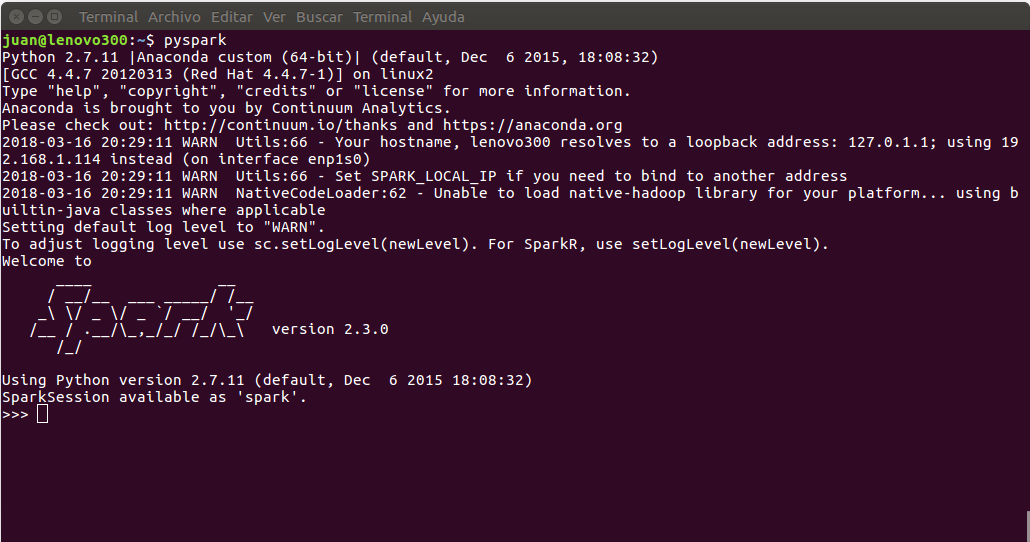 Terminal Archivo Editar Ver Buscar Terminal Ayuda
juan@lenovo300:~$ pyspark
Python 2.7.11 |Anaconda custom (64-bit)| (default, Dec  6 2015, 18:08:32)
[GCC 4.4.7 20120313 (Red Hat 4.4.7-1)] on linux2
Type "help", "copyright", "credits" or "license" for more information.
Anaconda is brought to you by Continuum Analytics.
Please check out: http://continuum.io/thanks and https://anaconda.org
2018-03-16 20:29:11 WARN  Utils:66 - Your hostname, lenovo300 resolves to a loopback address: 127.0.1.1; using 19
2.168.1.114 instead (on interface enp1s0)
2018-03-16 20:29:11 WARN  Utils:66 - Set SPARK_LOCAL_IP if you need to bind to another address
2018-03-16 20:29:11 WARN  NativeCodeLoader:62 - Unable to load native-hadoop library for your platform... using b
uiltin-java classes where applicable
Setting default log level to "WARN".
To adjust logging level use sc.setLogLevel(newLevel). For SparkR, use setLogLevel(newLevel).
Welcome to
      ____              __
     / __/__  ___ _____/ /__
    _\ \/ _ \/ _ `/ __/  '_/
   /__ / .__/\_,_/_/ /_/\_\   version 2.3.0
      /_/
Using Python version 2.7.11 (default, Dec  6 2015 18:08:32)
SparkSession available as 'spark'.
>>>